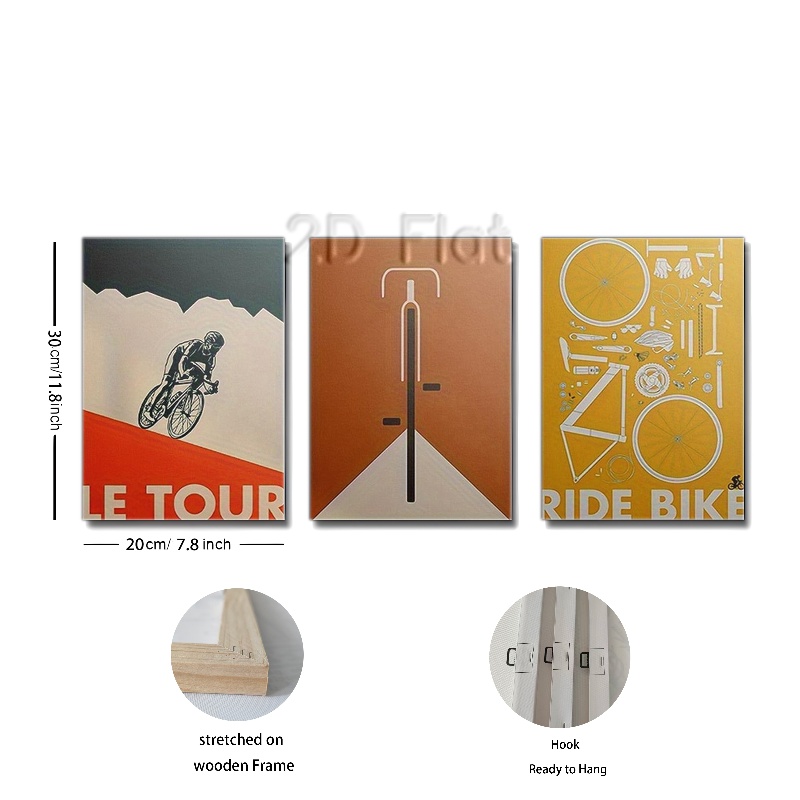 2.D Flat
LE TOUR
RIDE BIKE
30cm/11.8inch
20cm/ 7.8 inch
stretched on
wooden Frame
Hook
Ready to Hang